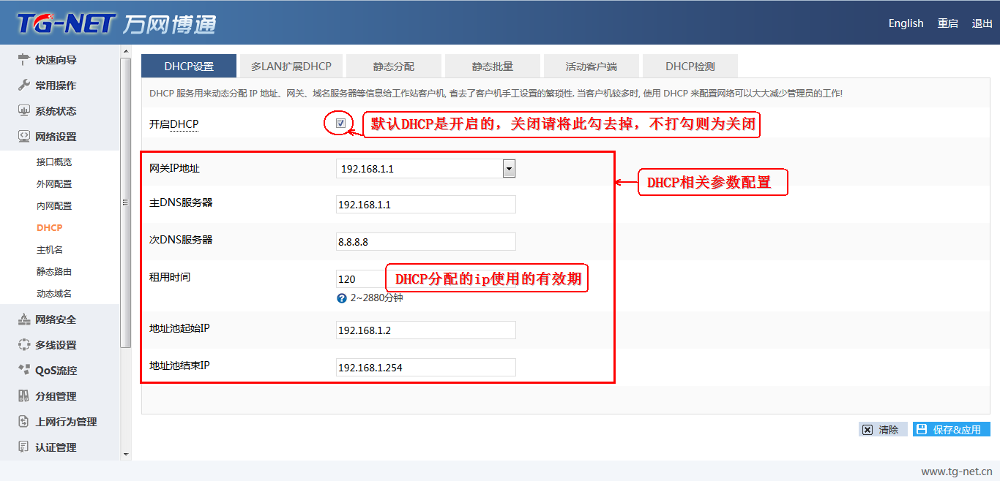 TG-NET 万网博通
English 重启 退出
快速向导
常用操作
系统状态
网络设置
接口概览
外网配置
内网配置
DHCP
主机名
静态路由
动态域名
网络安全
多线设置
QoS流控
分组管理
上网行为管理
认证管理
DHCP设置 多LAN扩展DHCP 静态分配 静态批量 活动客户端 DHCP检测
DHCP 服务用来动态分配 IP 地址、网关、域名服务器等信息给工作站客户机, 省去了客户机手工设置的繁琐性. 当客户机较多时, 使用 DHCP 来配置网络可以大大减少管理员的工作!
开启DHCP 默认DHCP是开启的，关闭请将此勾去掉，不打勾则为关闭
网关IP地址 192.168.1.1
DHCP相关参数配置
主DNS服务器 192.168.1.1
次DNS服务器 8.8.8.8
租用时间 120 DHCP分配的ip使用的有效期
2~2880分钟
地址池起始IP 192.168.1.2
地址池结束IP 192.168.1.254
清除 保存&应用
www.tg-net.cn